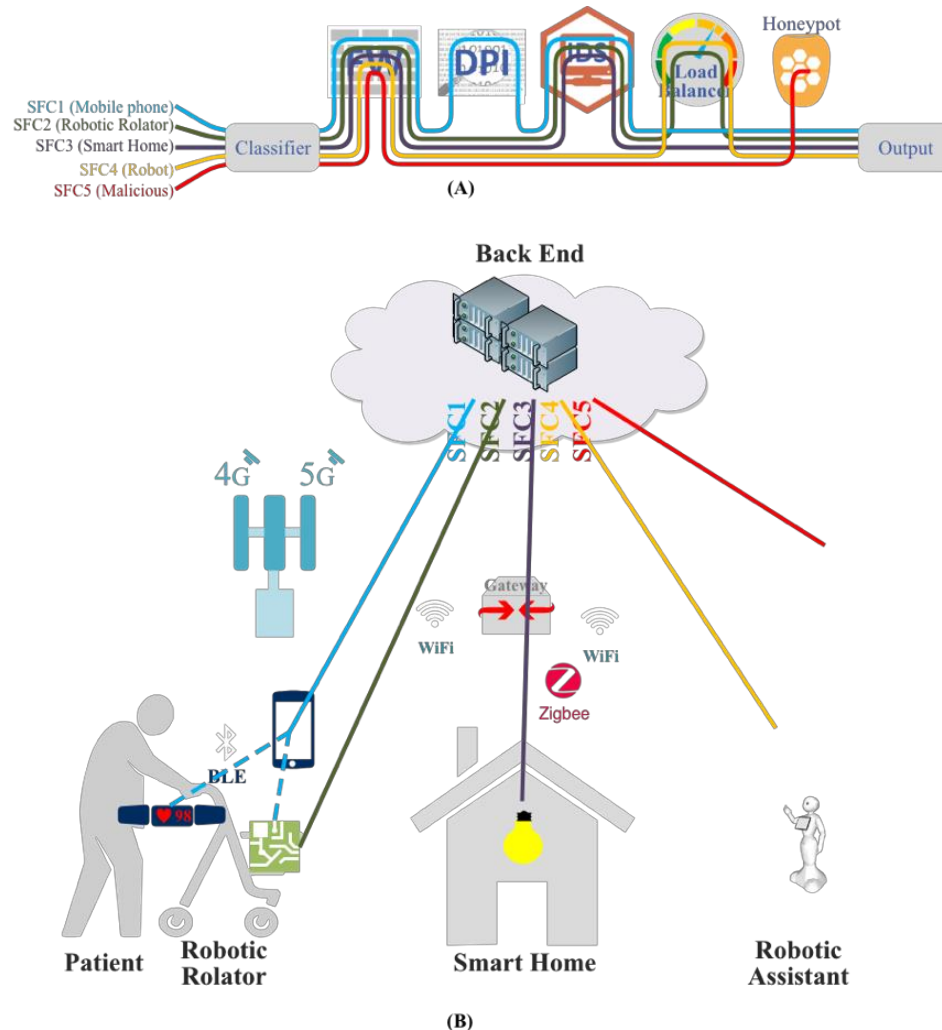 Honeypot
FW
DPI
IDS
Load
Balancer
SFC1 (Mobile phone)
SFC2 (Robotic Rolator)
SFC3 (Smart Home)
SFC4 (Robot)
SFC5 (Malicious)
Classifier
Output
(A)
Back End
SFC1
SFC2
SFC3
SFC4
SFC5
4G
5G
Gateway
WiFi
WiFi
Zigbee
BLE
98
Patient
Robotic
Rolator
Smart Home
Robotic
Assistant
(B)